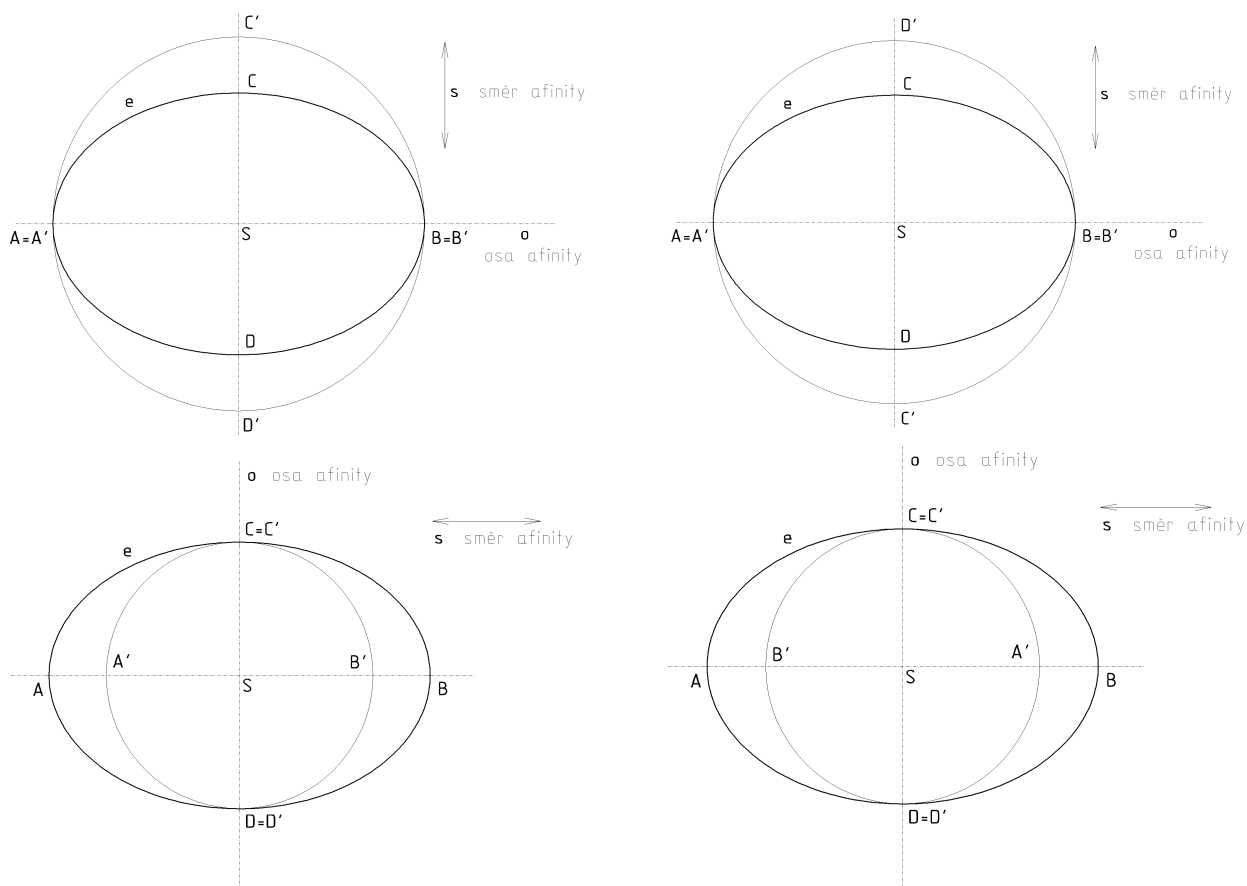 C'
C
e
s směr afinity
A=A'
S
B=B'
o
osa afinity
D
D'
D'
C
e
s směr afinity
A=A'
S
B=B'
o
osa afinity
D
C'
o osa afinity
C=C'
e
s směr afinity
A'
B'
A
S
B
D=D'
o osa afinity
C=C'
e
s směr afinity
B'
A'
A
S
B
D=D'